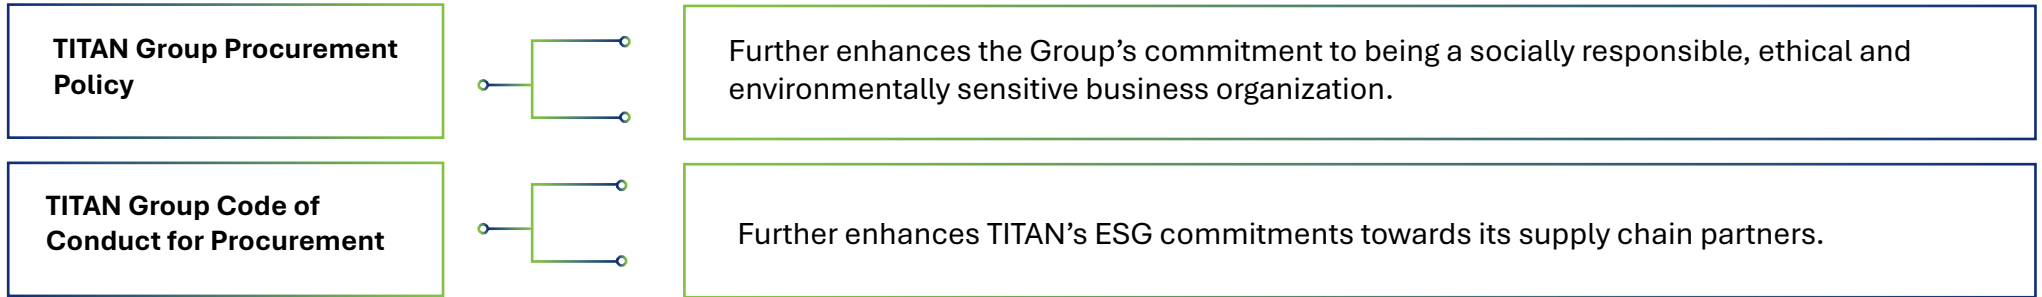 TITAN Group Procurement
Policy
Further enhances the Group’s commitment to being a socially responsible, ethical and
environmentally sensitive business organization.
TITAN Group Code of
Conduct for Procurement
Further enhances TITAN’s ESG commitments towards its supply chain partners.